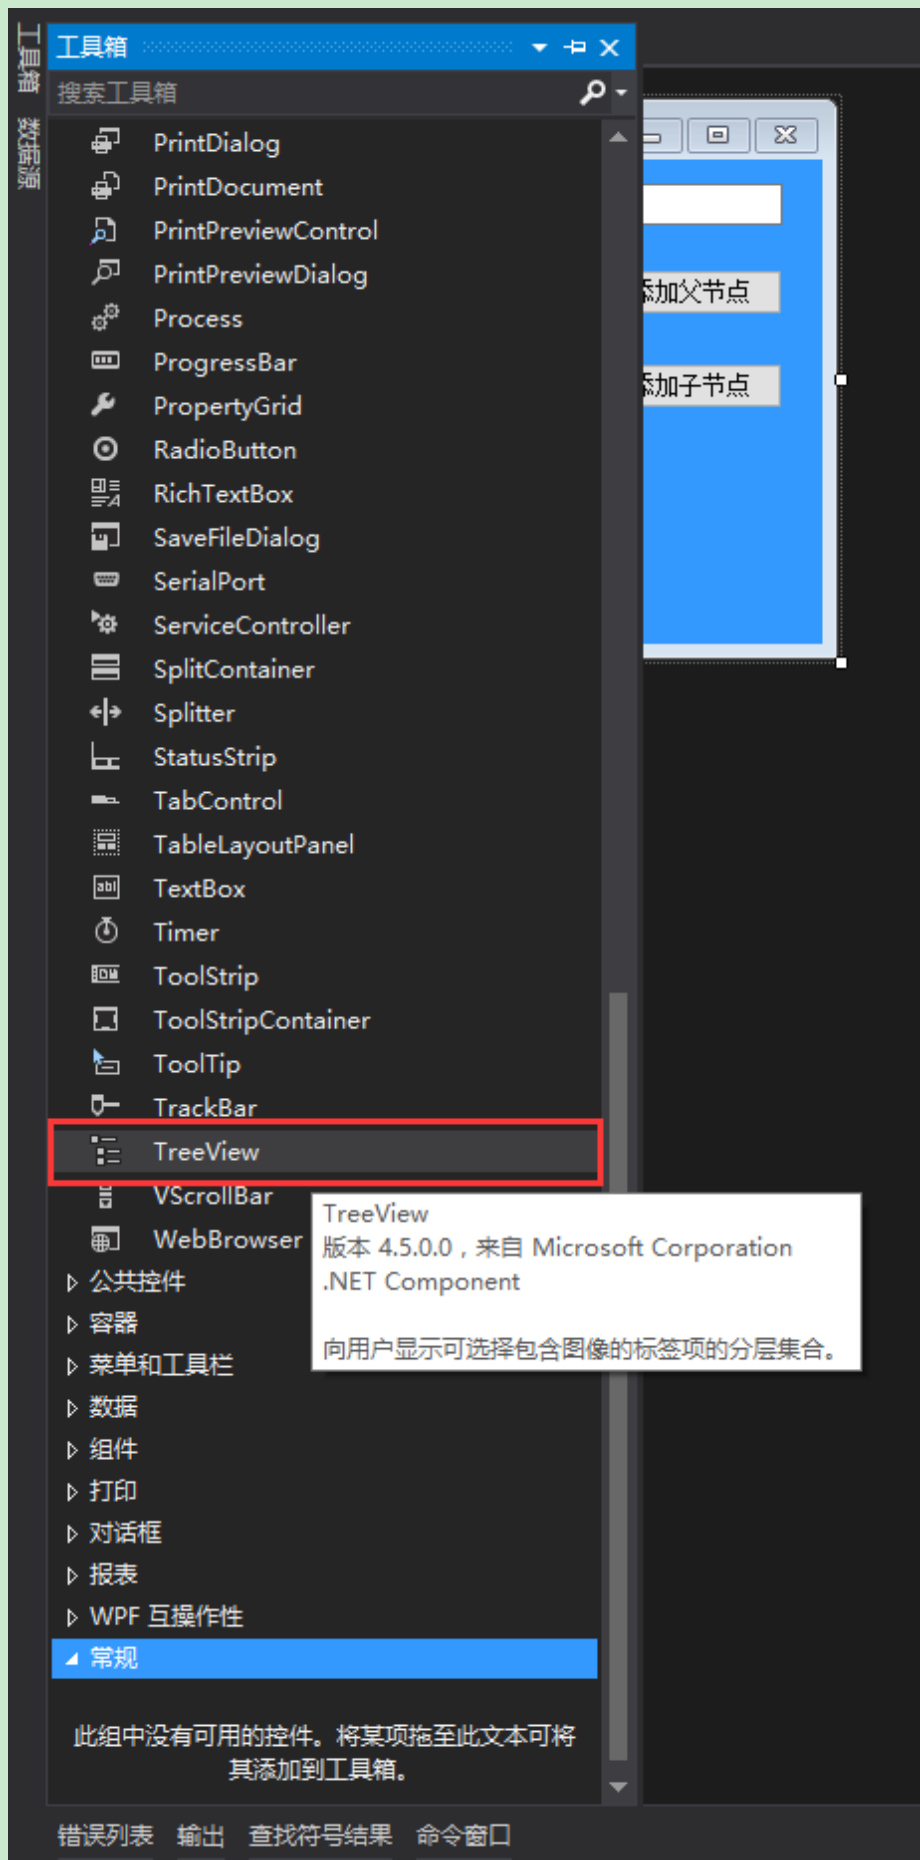 工具箱
数据源
工具箱
搜索工具箱
PrintDialog
PrintDocument
PrintPreviewControl
PrintPreviewDialog
Process
ProgressBar
PropertyGrid
RadioButton
RichTextBox
SaveFileDialog
SerialPort
ServiceController
SplitContainer
Splitter
StatusStrip
TabControl
TableLayoutPanel
TextBox
Timer
ToolStrip
ToolStripContainer
ToolTip
TrackBar
TreeView
VScrollBar
WebBrowser
公共控件
容器
菜单和工具栏
数据
组件
打印
对话框
报表
WPF 互操作性
常规
此组中没有可用的控件。将某项拖至此文本可将
其添加到工具箱。
TreeView
版本 4.5.0.0，来自 Microsoft Corporation
.NET Component
向用户显示可选择包含图像的标签项的分层集合。
添加父节点
添加子节点
错误列表 输出 查找符号结果 命令窗口